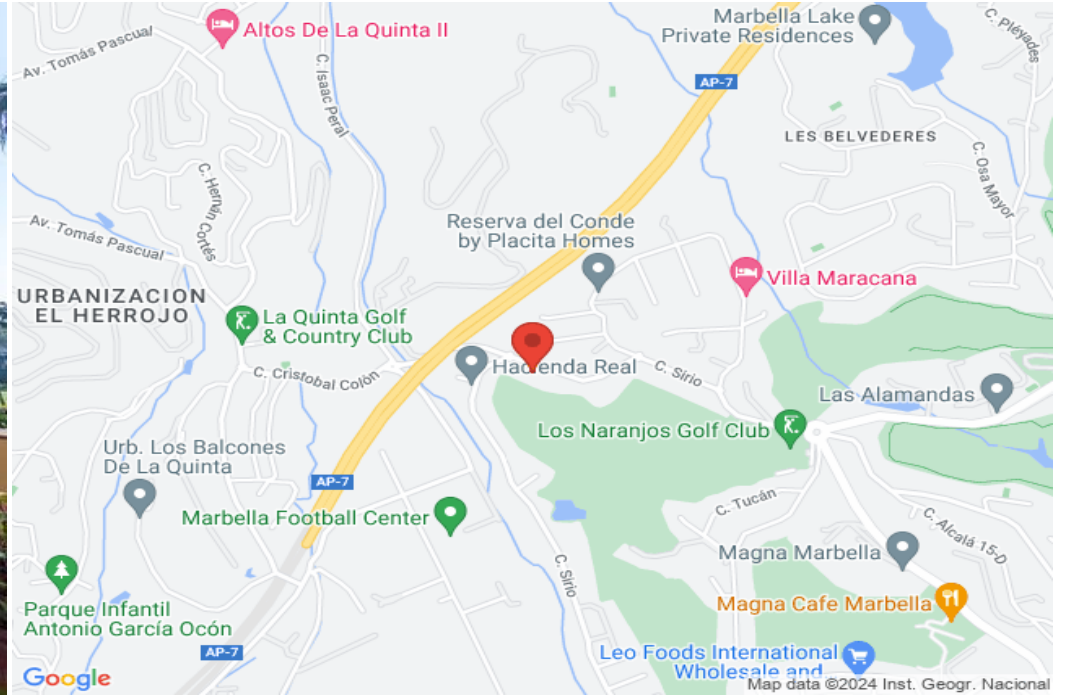 Marbella Lake
Private Residences
C. Pléyades
Altos De La Quinta II
Av. Tomás Pascual
C. Isaac Peral
AP-7
LES BELVEDERES
C. Osa Mayor
C. Hernán Cortés
Av. Tomás Pascual
Reserva del Conde
by Placita Homes
Villa Maracana
URBANIZACION
EL HERROJO
La Quinta Golf
& Country Club
C. Cristobal Colón
Hacienda Real
C. Sirio
Las Alamandas
Los Naranjos Golf Club
Urb. Los Balcones
De La Quinta
AP-7
Marbella Football Center
C. Tucán
C. Alcalá 15-D
Magna Marbella
C. Sirio
Magna Cafe Marbella
Parque Infantil
Antonio García Ocón
AP-7
Leo Foods International
Wholesale and
Google
Map data ©2024 Inst. Geogr. Nacional